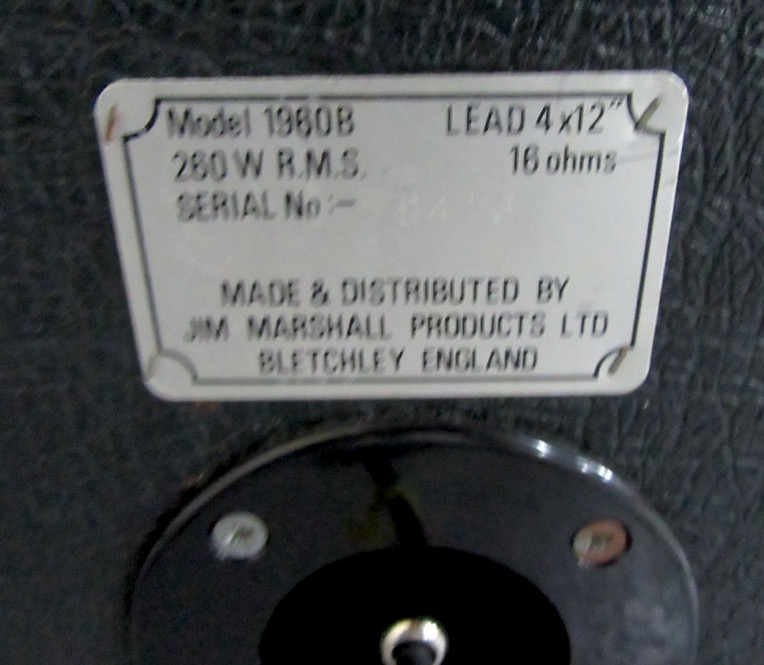 Model 1960B LEAD 4x12"
260 W R.M.S. 16 ohms
SERIAL No :-
MADE & DISTRIBUTED BY
JIM MARSHALL PRODUCTS LTD
BLETCHLEY ENGLAND